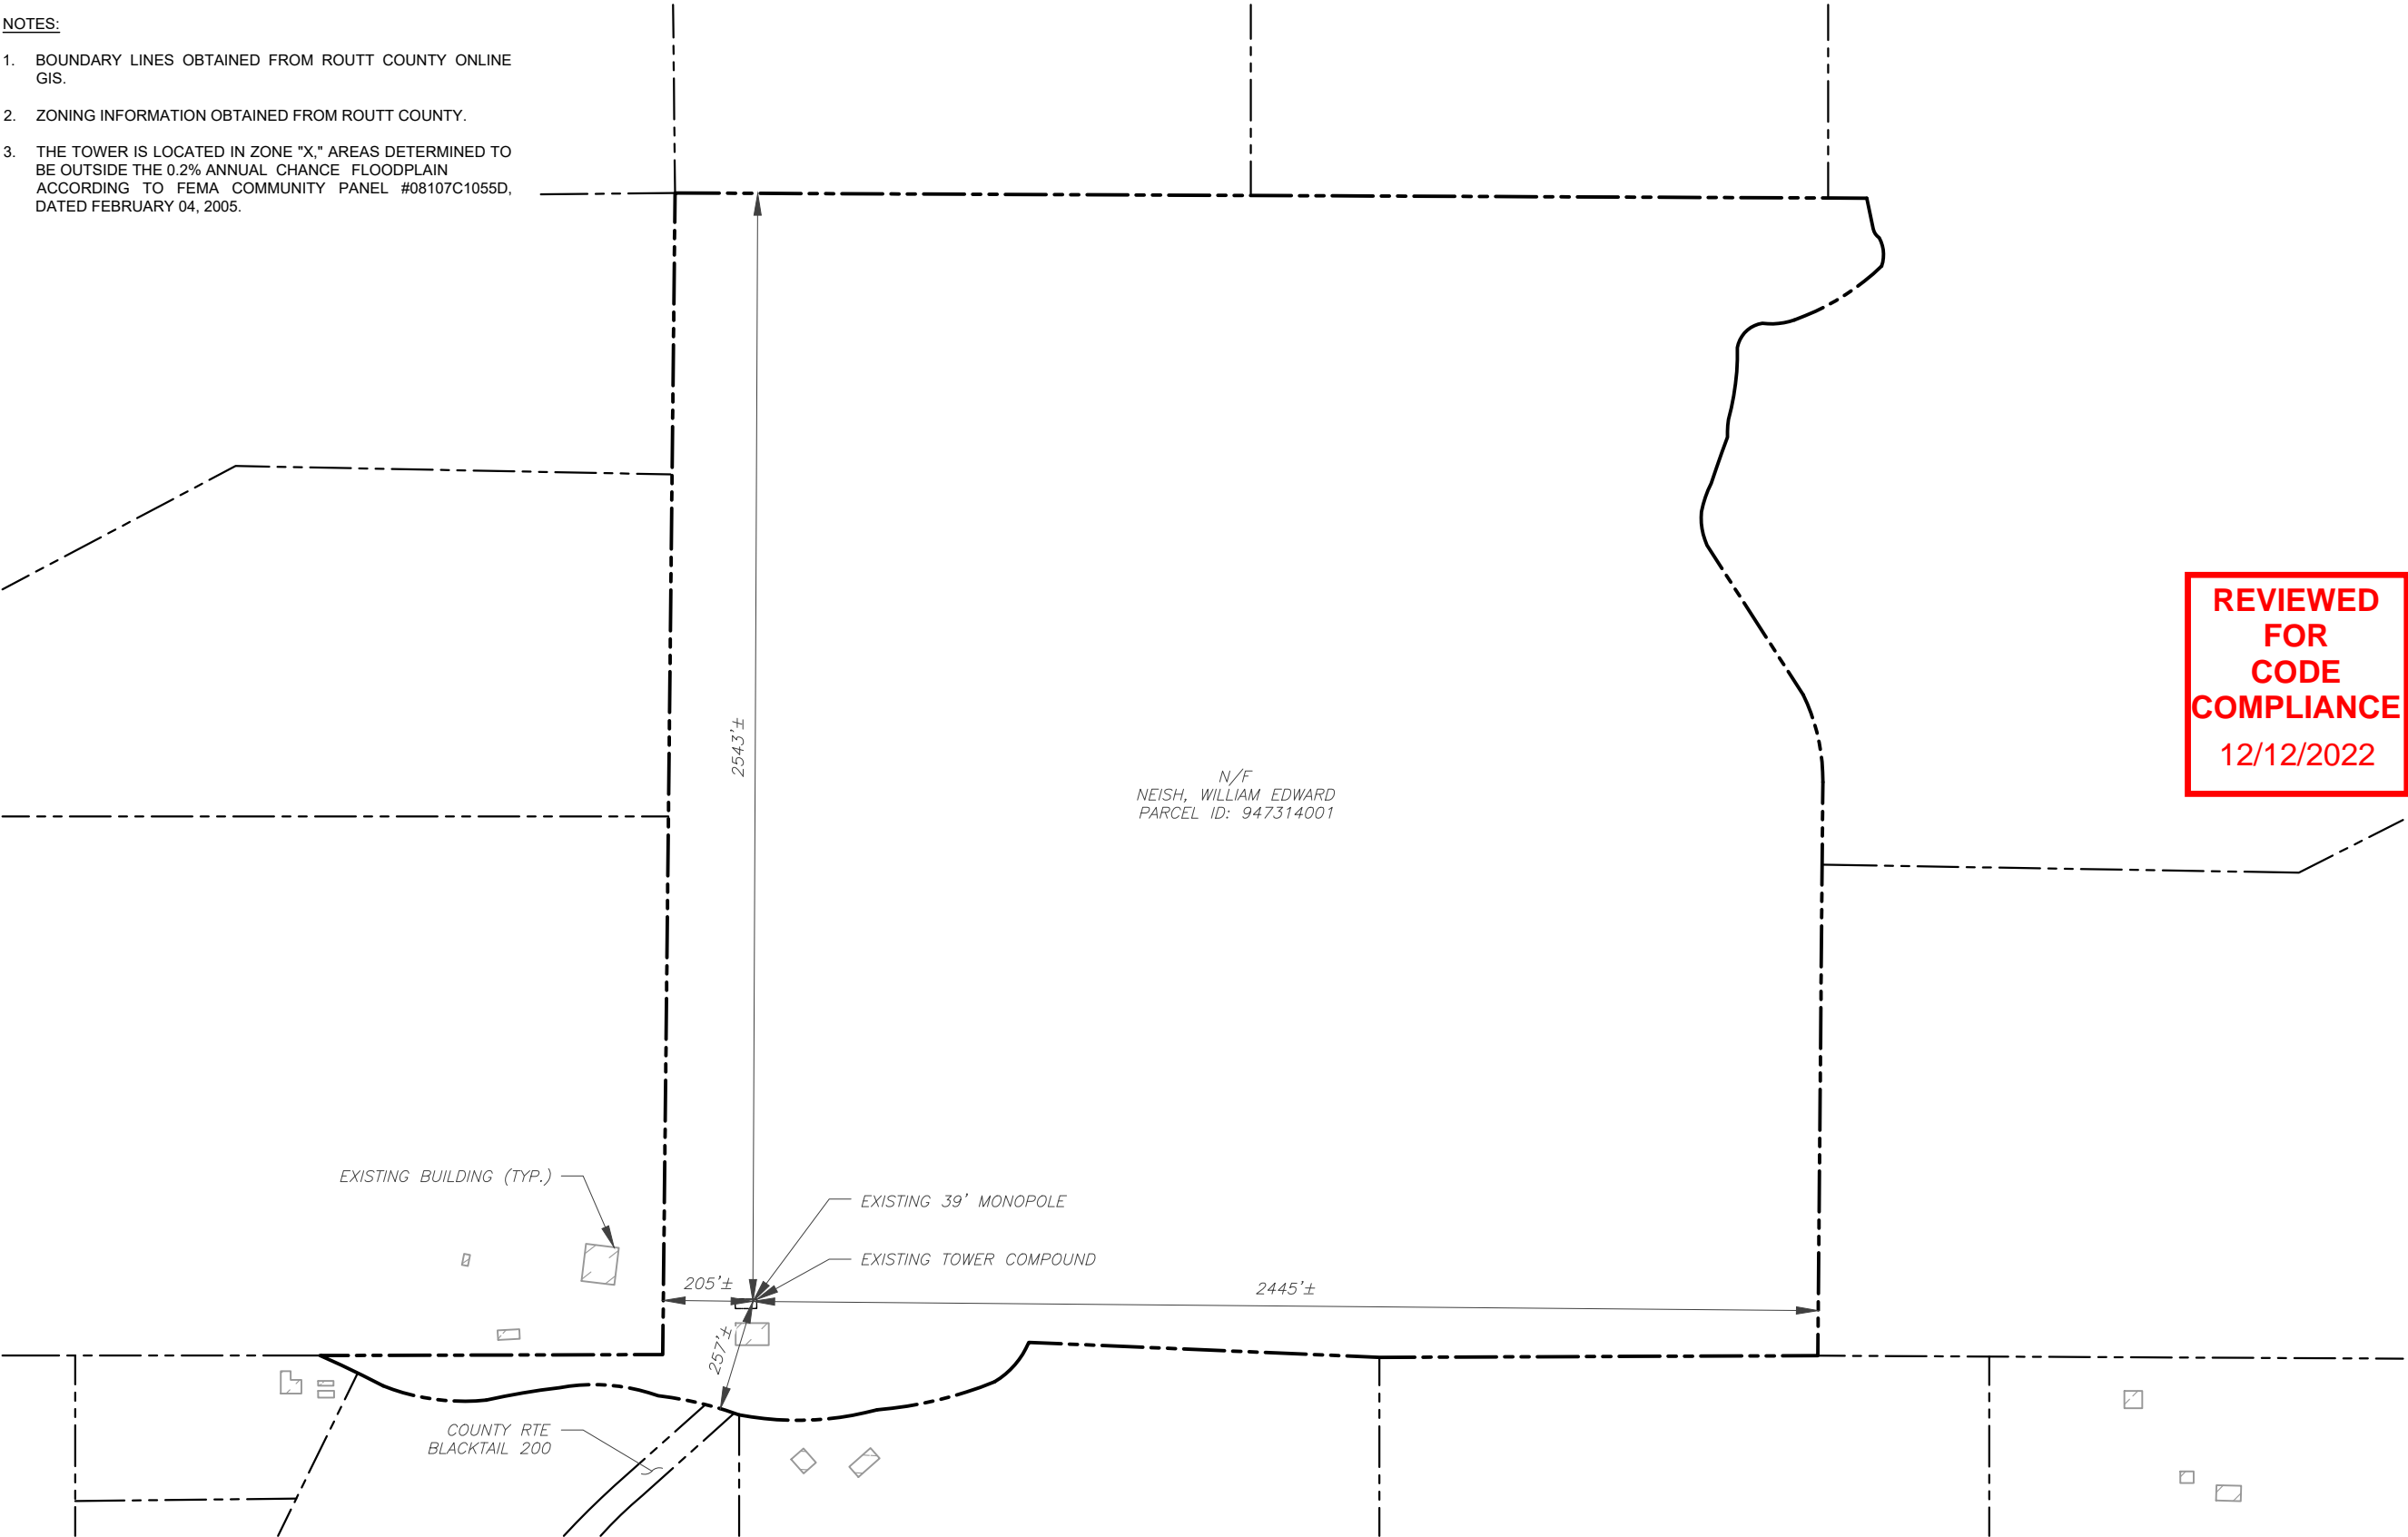 NOTES:
1. BOUNDARY LINES OBTAINED FROM ROUTT COUNTY ONLINE
GIS.
2. ZONING INFORMATION OBTAINED FROM ROUTT COUNTY.
3. THE TOWER IS LOCATED IN ZONE "X," AREAS DETERMINED TO
BE OUTSIDE THE 0.2% ANNUAL CHANCE FLOODPLAIN
ACCORDING TO FEMA COMMUNITY PANEL #08107C1055D,
DATED FEBRUARY 04, 2005.
REVIEWED
FOR
CODE
COMPLIANCE
12/12/2022
2543'±
N/F
NEISH, WILLIAM EDWARD
PARCEL ID: 947314001
EXISTING BUILDING (TYP.)
EXISTING 39' MONOPOLE
EXISTING TOWER COMPOUND
205'±
2445'±
257'±
COUNTY RTE
BLACKTAIL 200